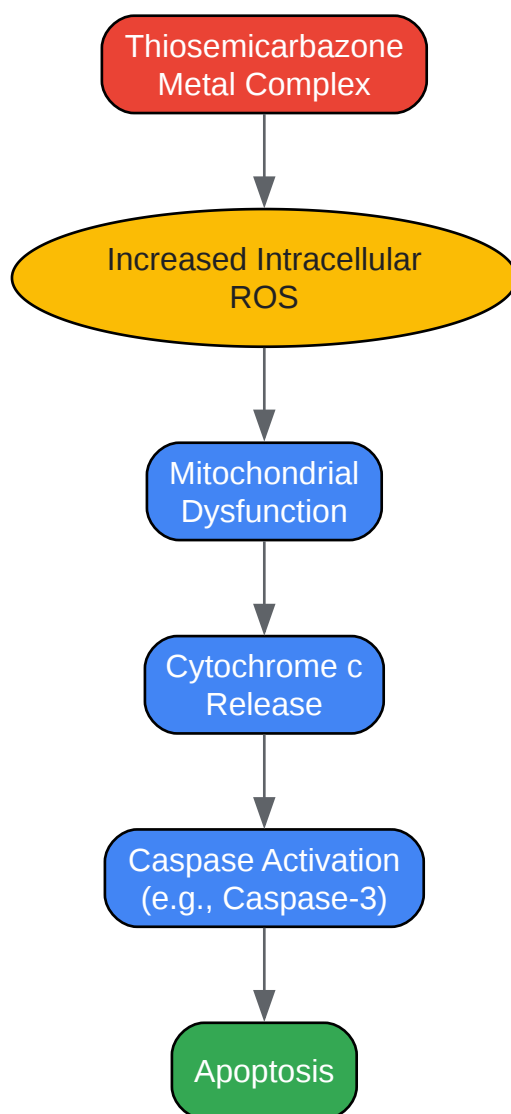 Thiosemicarbazone
Metal Complex
Increased Intracellular
ROS
Mitochondrial
Dysfunction
Cytochrome c
Release
Caspase Activation
(e.g., Caspase-3)
Apoptosis